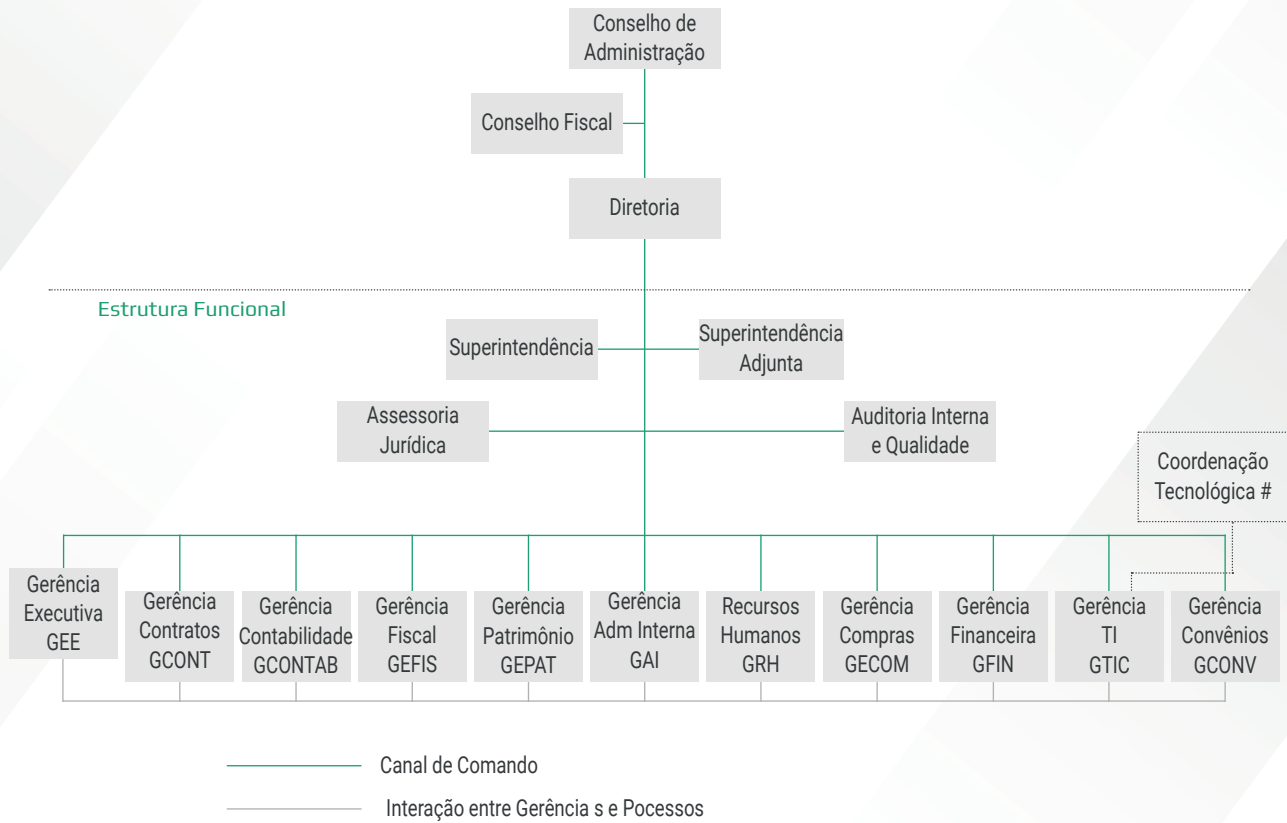 Conselho de
Administração
Conselho Fiscal
Diretoria
Estrutura Funcional
Superintendência
Superintendência
Adjunta
Assessoria
Jurídica
Auditoria Interna
e Qualidade
Coordenação
Tecnológica #
Gerência
Executiva
GEE
Gerência
Contratos
GCONT
Gerência
Contabilidade
GCONTAB
Gerência
Fiscal
GEFIS
Gerência
Patrimônio
GEPAT
Gerência
Adm Interna
GAI
Recursos
Humanos
GRH
Gerência
Compras
GECOM
Gerência
Financeira
GFIN
Gerência
TI
GTIC
Gerência
Convênios
GCONV
Canal de Comando
Interação entre Gerência s e Pocessos